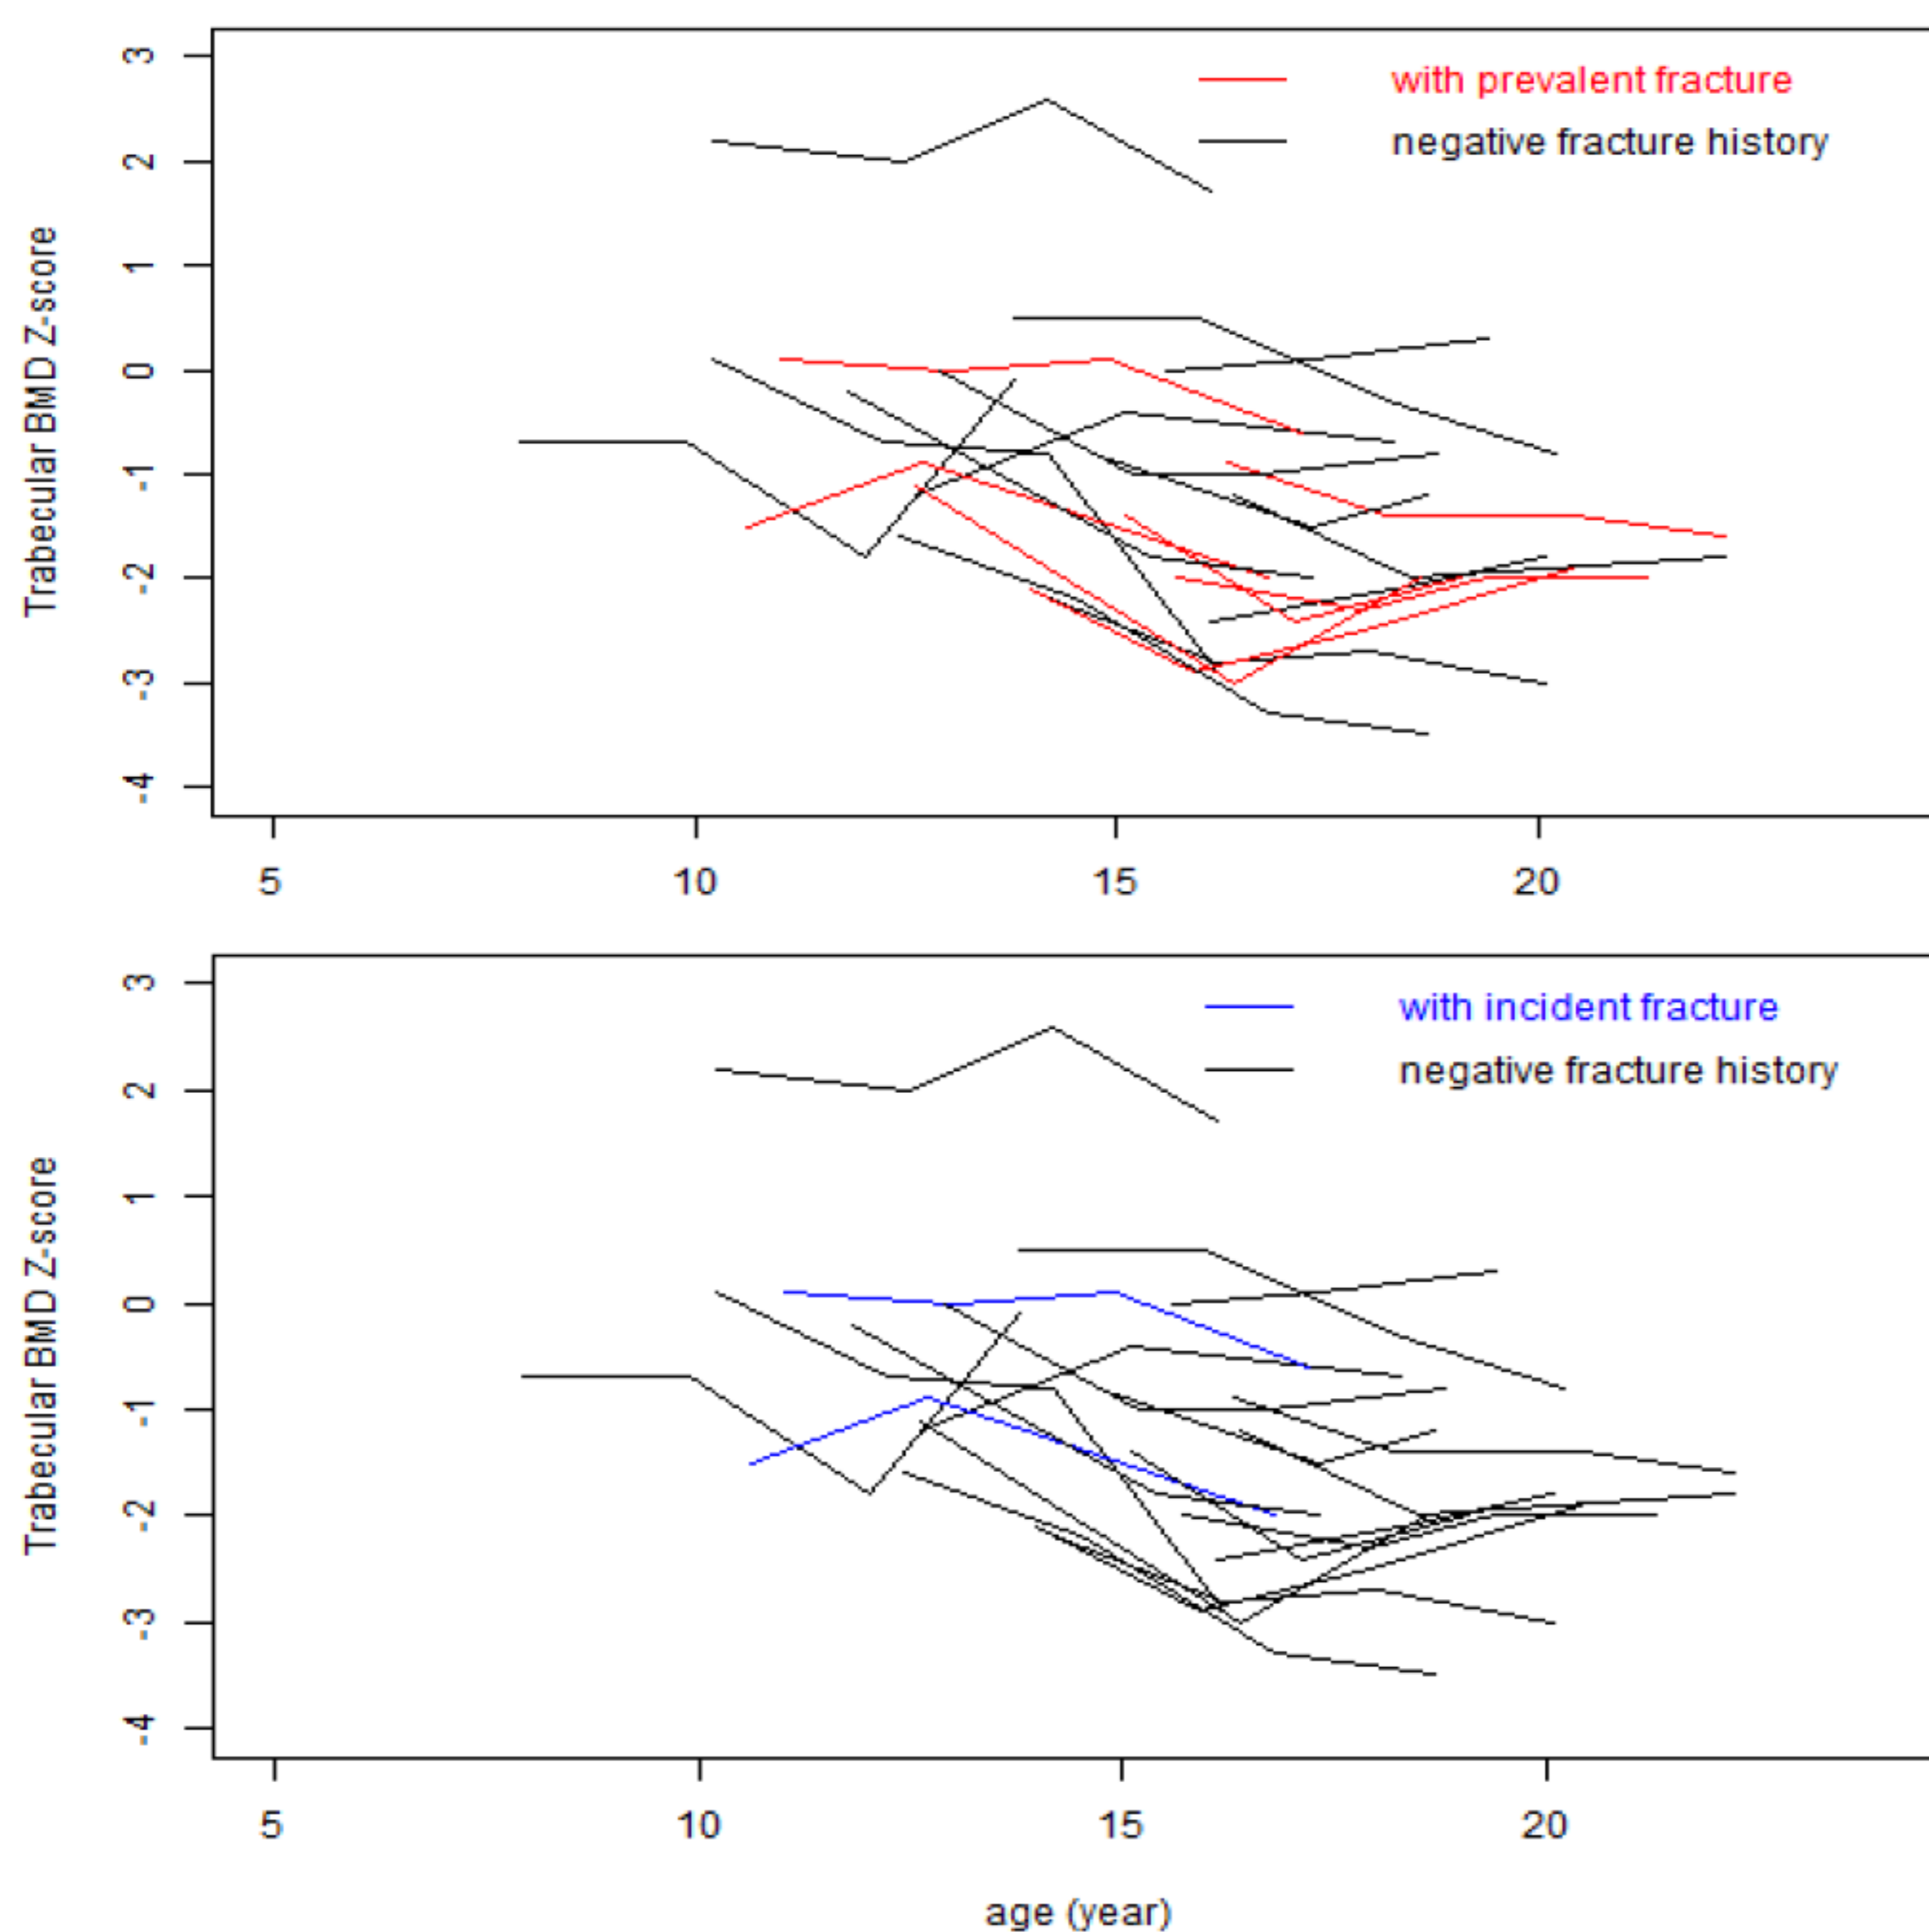 with prevalent fracture
negative fracture history
Trabecular BMD Z-score
3
2
1
0
-1
-2
-3
-4
5 10 15 20
with incident fracture
negative fracture history
Trabecular BMD Z-score
3
2
1
0
-1
-2
-3
-4
5 10 15 20
age (year)